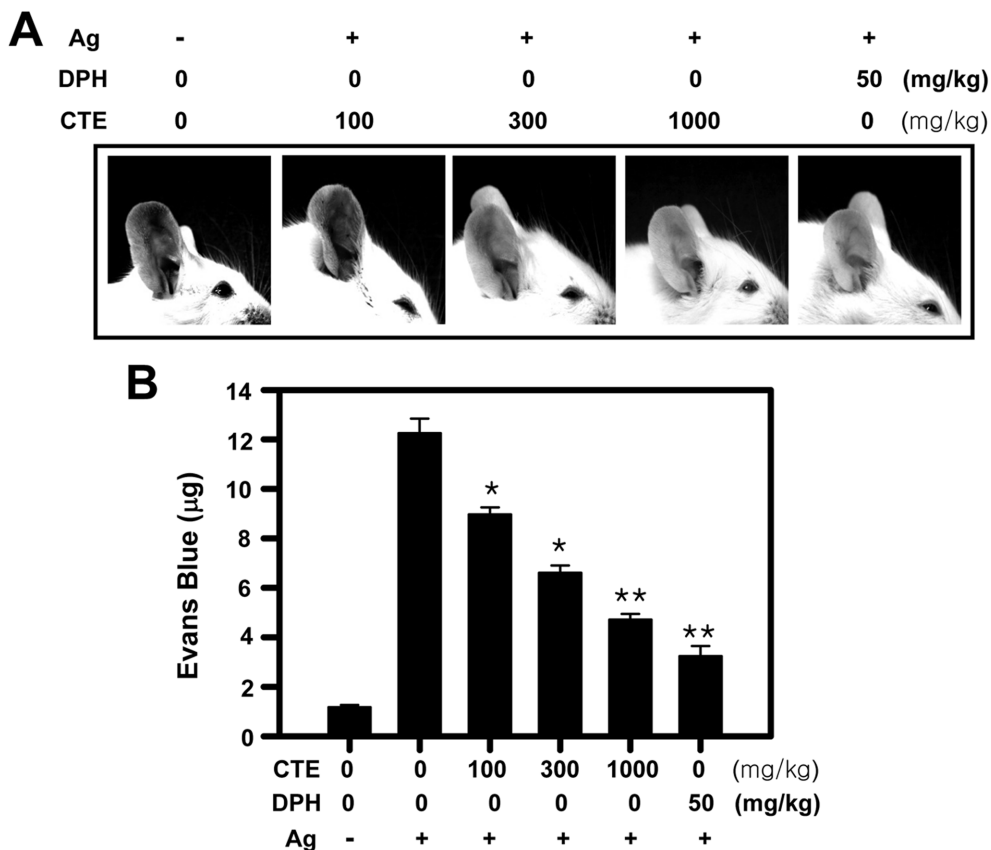 A
Ag - + + + +
DPH 0 0 0 0 50 (mg/kg)
CTE 0 100 300 1000 0 (mg/kg)
B
14
12
10
8
6
4
2
0
Evans Blue (µg)
*
*
**
**
CTE 0 0 100 300 1000 0 (mg/kg)
DPH 0 0 0 0 0 50 (mg/kg)
Ag - + + + + +